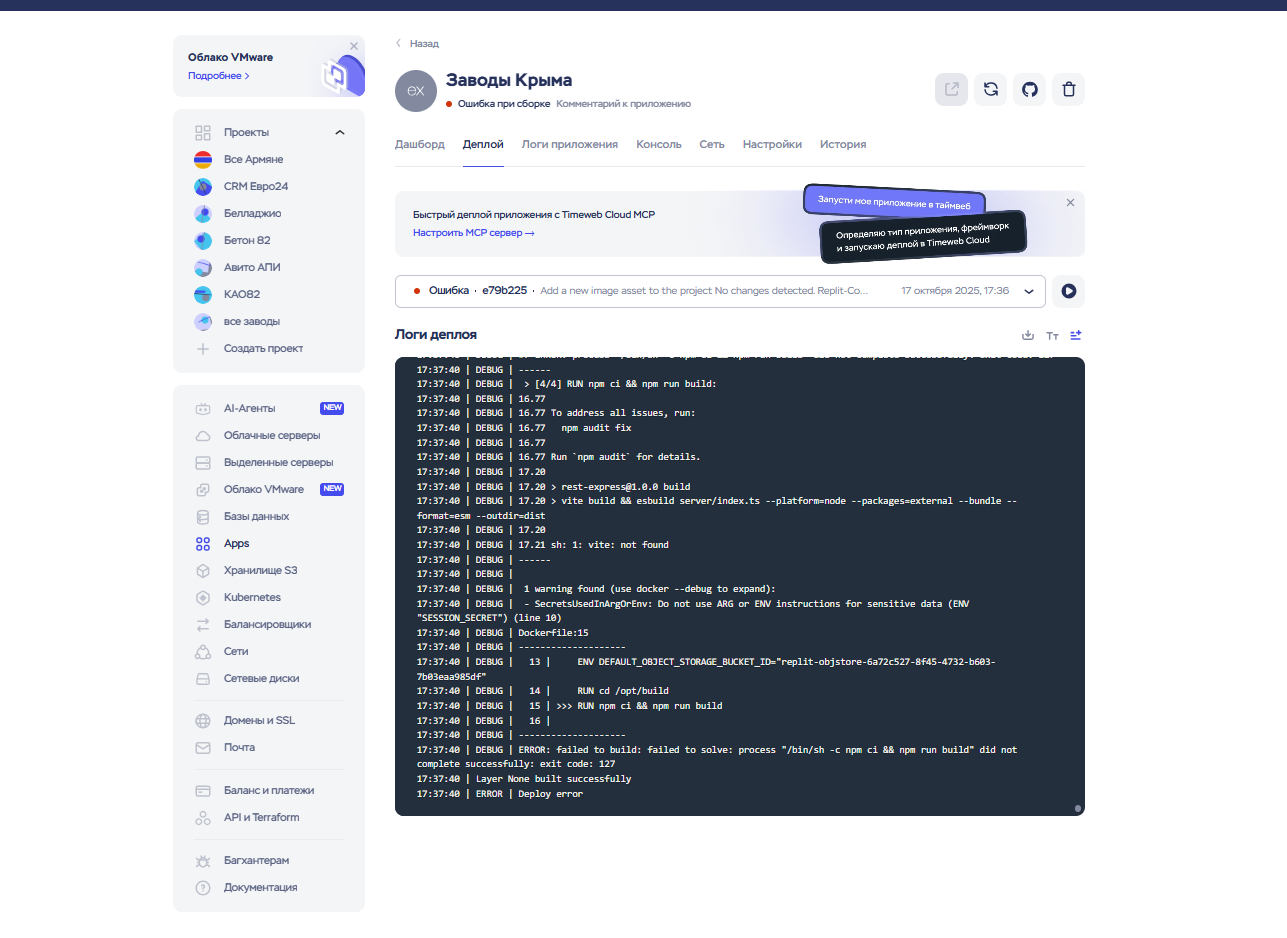 Облако VMware
Подробнее >
Проекты
Все Армяне
CRM Евро24
Белладжио
Бетон 82
Авито АПИ
КАО82
все заводы
Создать проект
AI-Агенты NEW
Облачные серверы
Выделенные серверы
Облако VMware NEW
Базы данных
Apps
Хранилище S3
Kubernetes
Балансировщики
Сети
Сетевые диски
Домены и SSL
Почта
Баланс и платежи
API и Terraform
Багхантерам
Документация
Назад
ex
Заводы Крыма
Ошибка при сборке Комментарий к приложению
Дашборд Деплой Логи приложения Консоль Сеть Настройки История
Быстрый деплой приложения с Timeweb Cloud MCP
Настроить MCP сервер →
Запусти мое приложение в таймвеб
Определяю тип приложения, фреймворк
и запускаю деплой в Timeweb Cloud
Ошибка · e79b225 · Add a new image asset to the project No changes detected. Replit-Co... 17 октября 2025, 17:36
Логи деплоя
Tт
17:37:40 | DEBUG | ------
17:37:40 | DEBUG |  > [4/4] RUN npm ci && npm run build:
17:37:40 | DEBUG | 16.77
17:37:40 | DEBUG | 16.77 To address all issues, run:
17:37:40 | DEBUG | 16.77   npm audit fix
17:37:40 | DEBUG | 16.77
17:37:40 | DEBUG | 16.77 Run `npm audit` for details.
17:37:40 | DEBUG | 17.20
17:37:40 | DEBUG | 17.20 > rest-express@1.0.0 build
17:37:40 | DEBUG | 17.20 > vite build && esbuild server/index.ts --platform=node --packages=external --bundle --
format=esm --outdir=dist
17:37:40 | DEBUG | 17.20
17:37:40 | DEBUG | 17.21 sh: 1: vite: not found
17:37:40 | DEBUG | ------
17:37:40 | DEBUG |
17:37:40 | DEBUG |  1 warning found (use docker --debug to expand):
17:37:40 | DEBUG |  - SecretsUsedInArgOrEnv: Do not use ARG or ENV instructions for sensitive data (ENV
"SESSION_SECRET") (line 10)
17:37:40 | DEBUG | Dockerfile:15
17:37:40 | DEBUG | --------------------
17:37:40 | DEBUG |   13 |     ENV DEFAULT_OBJECT_STORAGE_BUCKET_ID="replit-objstore-6a72c527-8f45-4732-b603-
7b03eaa985df"
17:37:40 | DEBUG |   14 |     RUN cd /opt/build
17:37:40 | DEBUG |   15 | >>> RUN npm ci && npm run build
17:37:40 | DEBUG |   16 |
17:37:40 | DEBUG | --------------------
17:37:40 | DEBUG | ERROR: failed to build: failed to solve: process "/bin/sh -c npm ci && npm run build" did not
complete successfully: exit code: 127
17:37:40 | Layer None built successfully
17:37:40 | ERROR | Deploy error